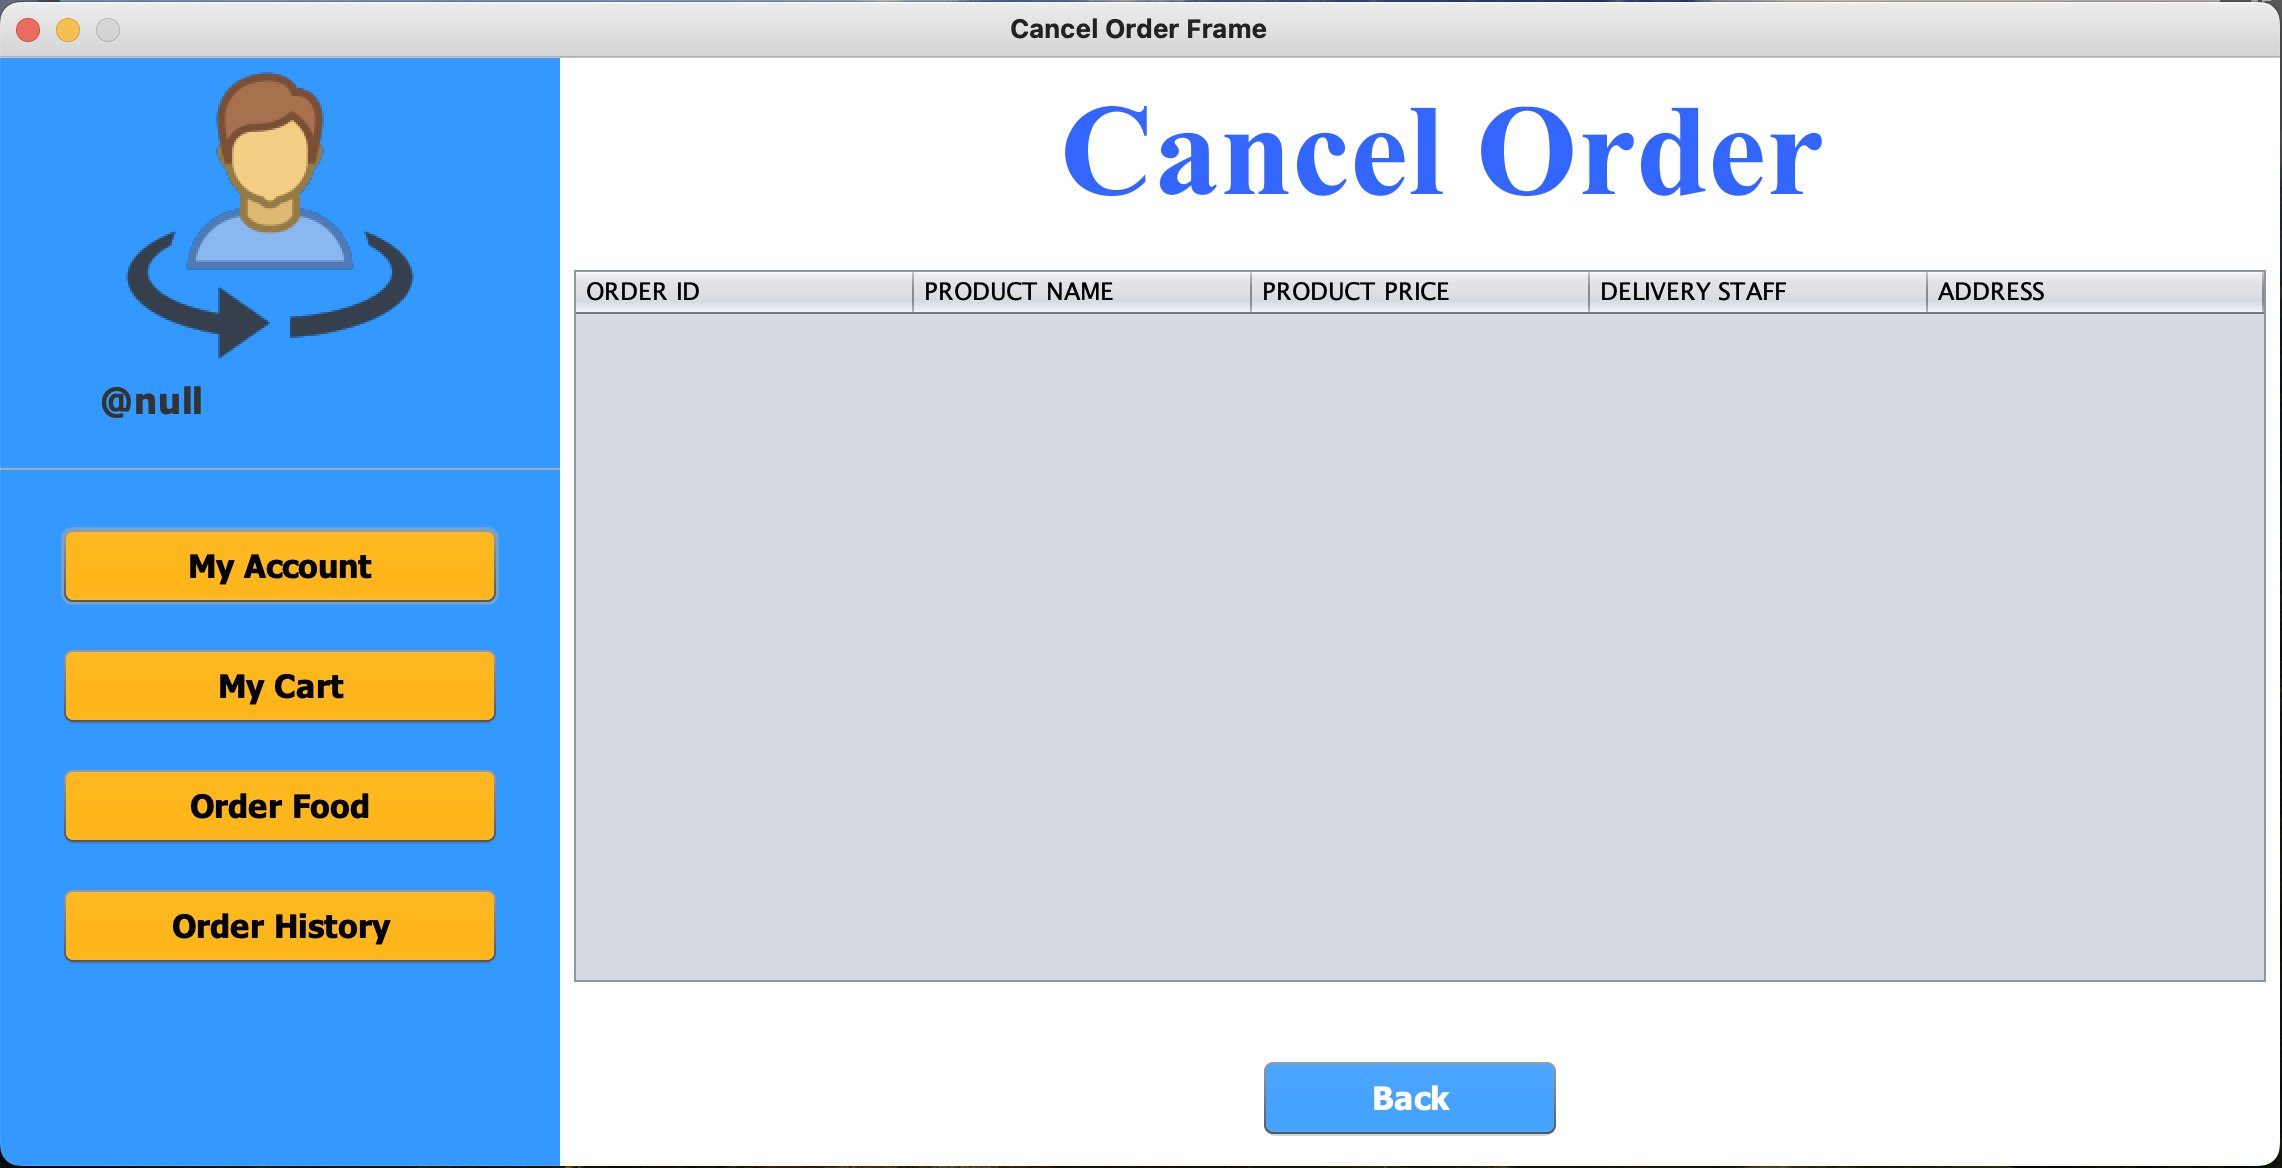 Cancel Order Frame
@null
My Account
My Cart
Order Food
Order History
Cancel Order
ORDER ID PRODUCT NAME PRODUCT PRICE DELIVERY STAFF ADDRESS
Back